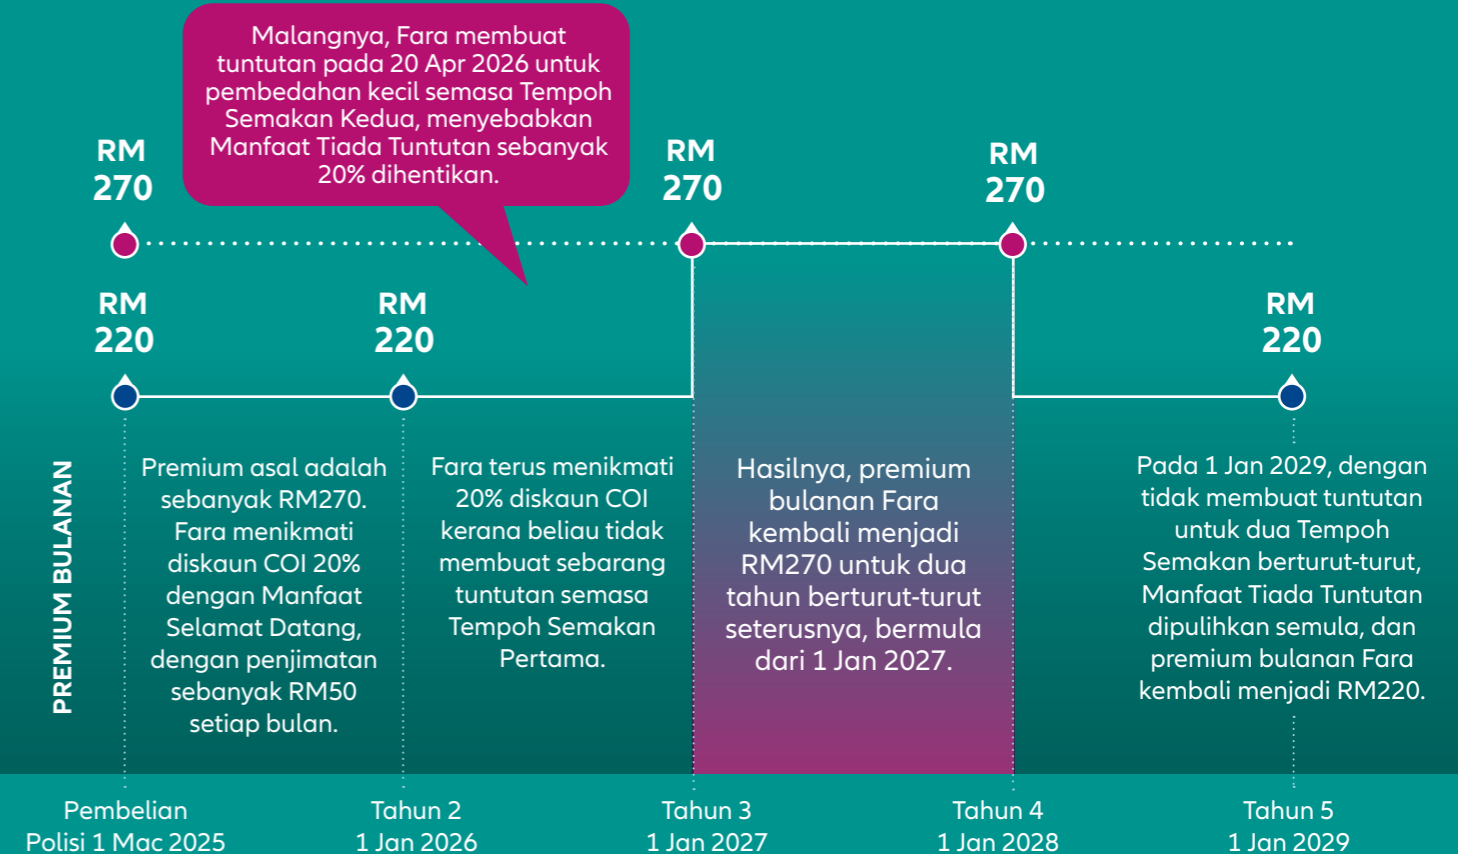 Malangnya, Fara membuat
tuntutan pada 20 Apr 2026 untuk
pembedahan kecil semasa Tempoh
Semakan Kedua, menyebabkan
Manfaat Tiada Tuntutan sebanyak
20% dihentikan.
RM
270
RM
270
RM
270
RM
220
RM
220
RM
220
PREMIUM BULANAN
Premium asal adalah
sebanyak RM270.
Fara menikmati
diskaun COI 20%
dengan Manfaat
Selamat Datang,
dengan penjimatan
sebanyak RM50
setiap bulan.
Fara terus menikmati
20% diskaun COI
kerana beliau tidak
membuat sebarang
tuntutan semasa
Tempoh Semakan
Pertama.
Hasilnya, premium
bulanan Fara
kembali menjadi
RM270 untuk dua
tahun berturut-turut
seterusnya, bermula
dari 1 Jan 2027.
Pada 1 Jan 2029, dengan
tidak membuat tuntutan
untuk dua Tempoh
Semakan berturut-turut,
Manfaat Tiada Tuntutan
dipulihkan semula, dan
premium bulanan Fara
kembali menjadi RM220.
Pembelian
Polisi 1 Mac 2025
Tahun 2
1 Jan 2026
Tahun 3
1 Jan 2027
Tahun 4
1 Jan 2028
Tahun 5
1 Jan 2029